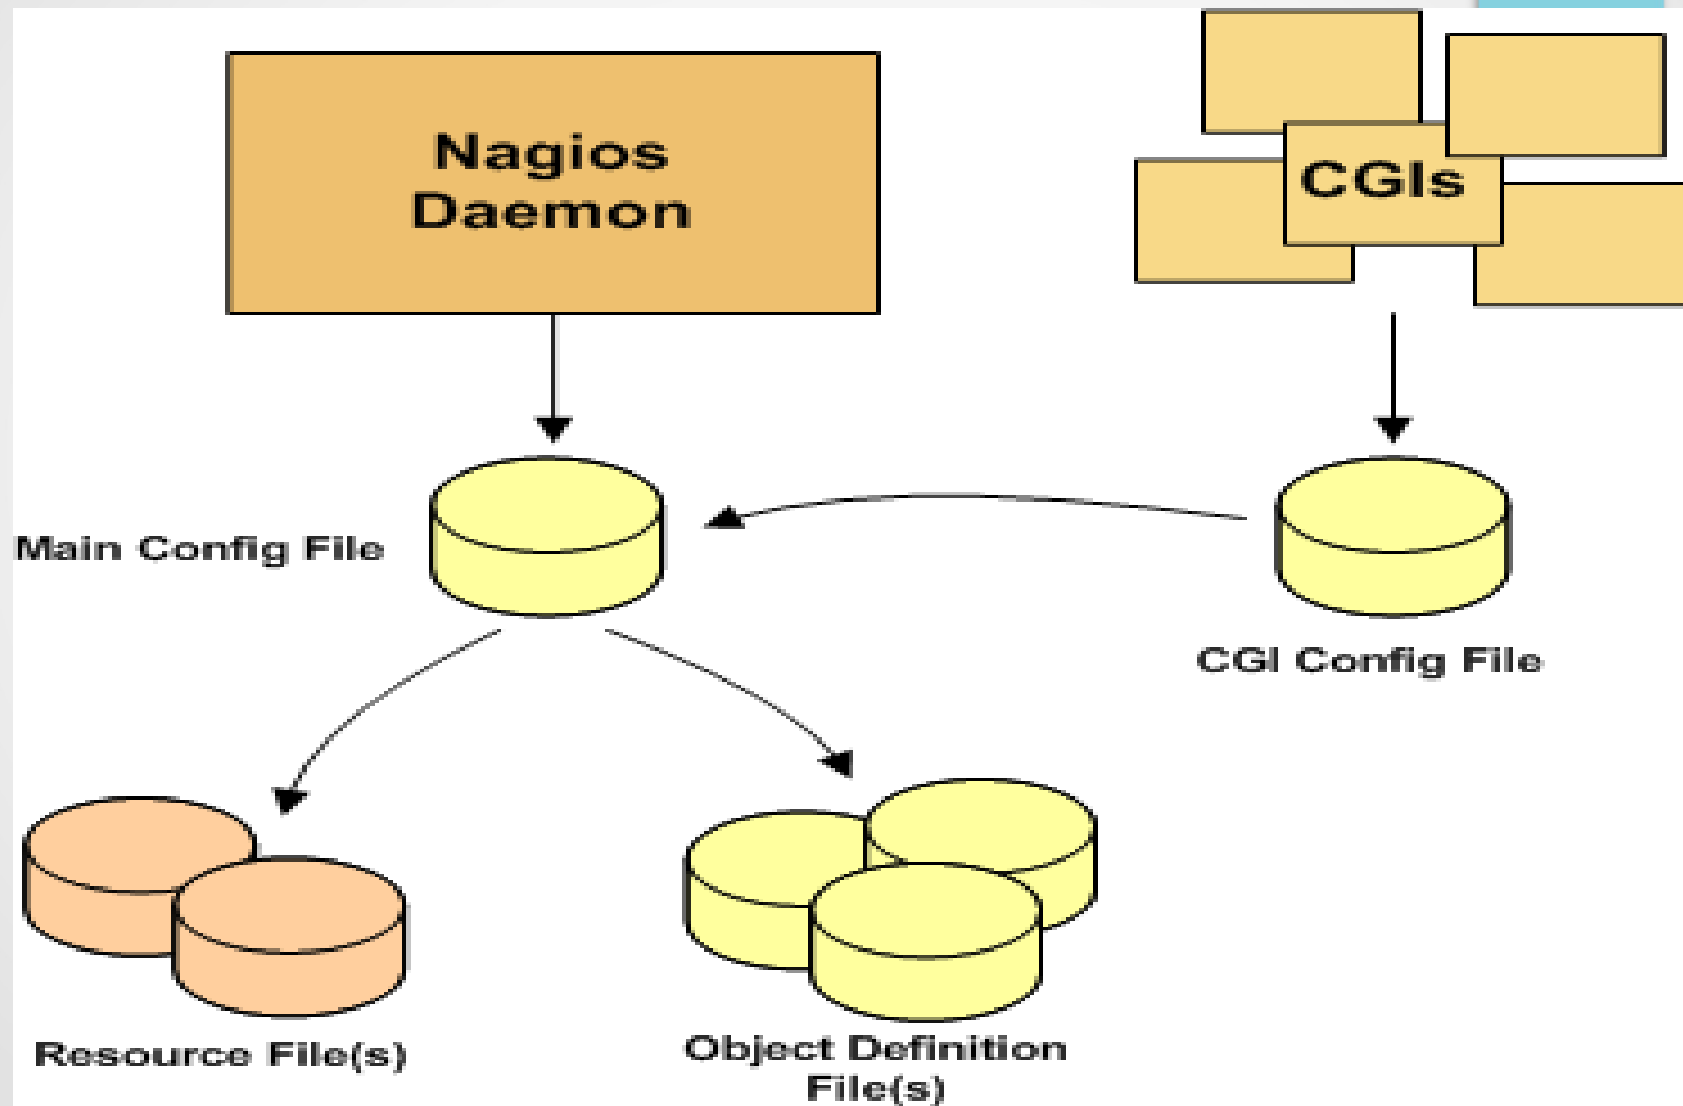 Nagios
Daemon
CGIs
Main Config File
CGI Config File
Resource File(s)
Object Definition
File(s)